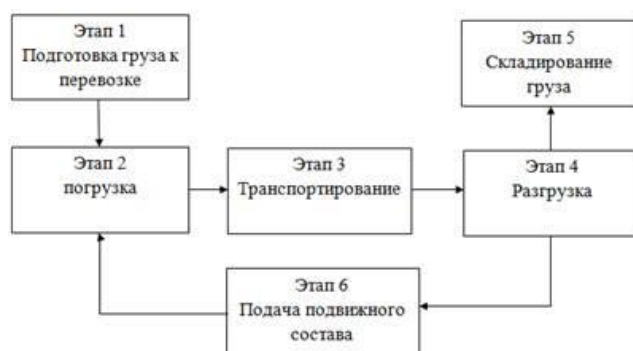 Этап 1
Подготовка груза к
перевозке
Этап 5
Складирование
груза
Этап 2
погрузка
Этап 3
Транспортирование
Этап 4
Разгрузка
Этап 6
Подача подвижного
состава